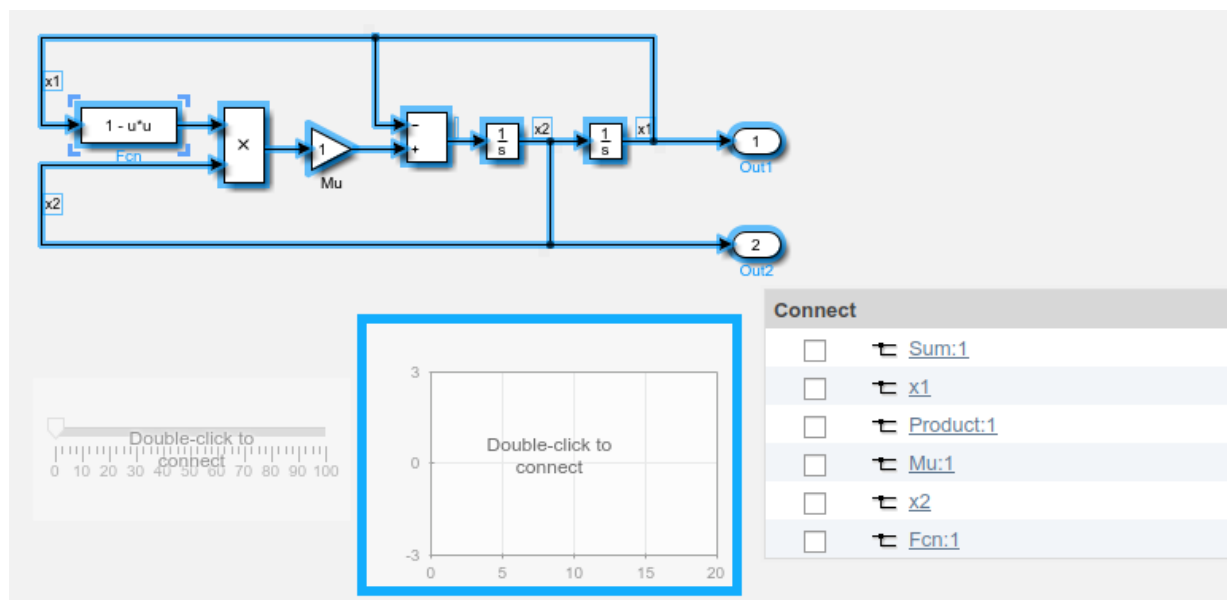 x1
1 - u*u
Fcn
×
1
Mu
−
+
1
s
x2
1
s
x1
1
Out1
x2
2
Out2
Connect
Sum:1
x1
Product:1
Mu:1
x2
Fcn:1
Double-click to
connect
0 10 20 30 40 50 60 70 80 90 100
3
0
-3
Double-click to
connect
0 5 10 15 20